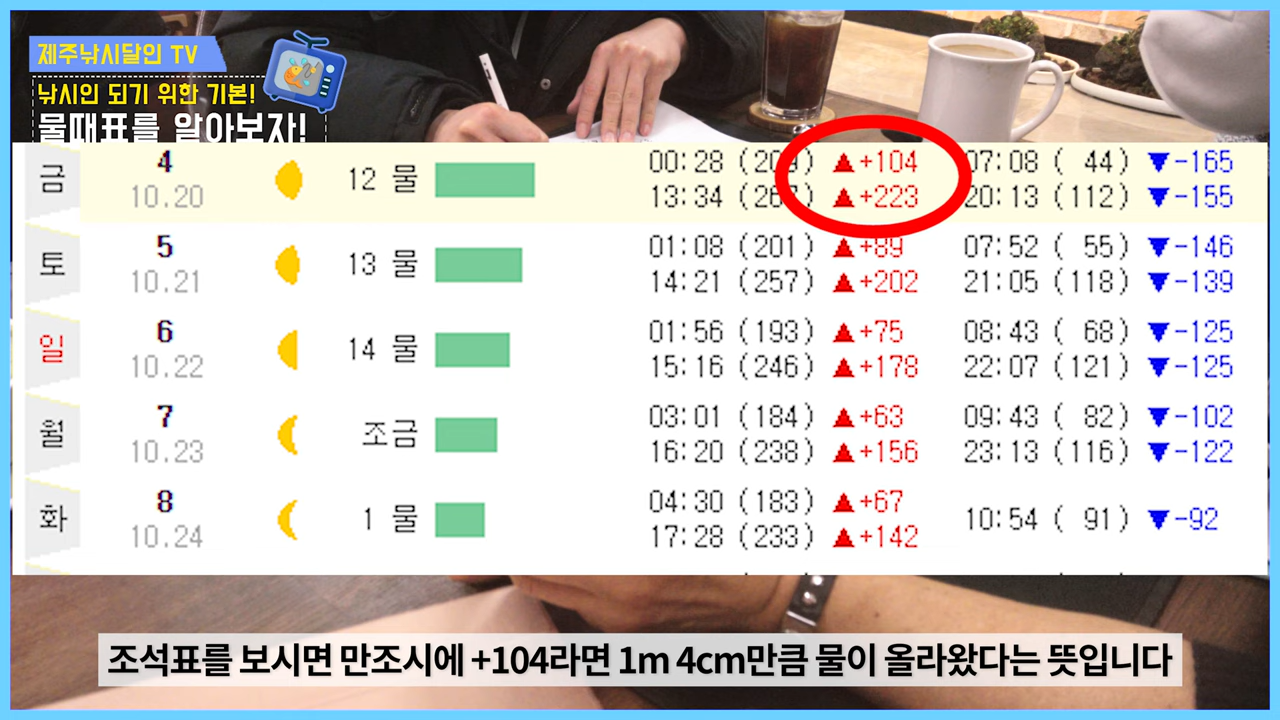 제주낚시달인 TV
낚시인 되기 위한 기본!
물때표를 알아보자!
금 4 12 물 00:28 (209) ▲+104 07:08 ( 44) ▼-165
10.20 13:34 (267) ▲+223 20:13 (112) ▼-155
토 5 13 물 01:08 (201) ▲+89 07:52 ( 55) ▼-146
10.21 14:21 (257) ▲+202 21:05 (118) ▼-139
일 6 14 물 01:56 (193) ▲+75 08:43 ( 68) ▼-125
10.22 15:16 (246) ▲+178 22:07 (121) ▼-125
월 7 조금 03:01 (184) ▲+63 09:43 ( 82) ▼-102
10.23 16:20 (238) ▲+156 23:13 (116) ▼-122
화 8 1 물 04:30 (183) ▲+67 10:54 ( 91) ▼-92
10.24 17:28 (233) ▲+142
조석표를 보시면 만조시에 +104라면 1m 4cm만큼 물이 올라왔다는 뜻입니다